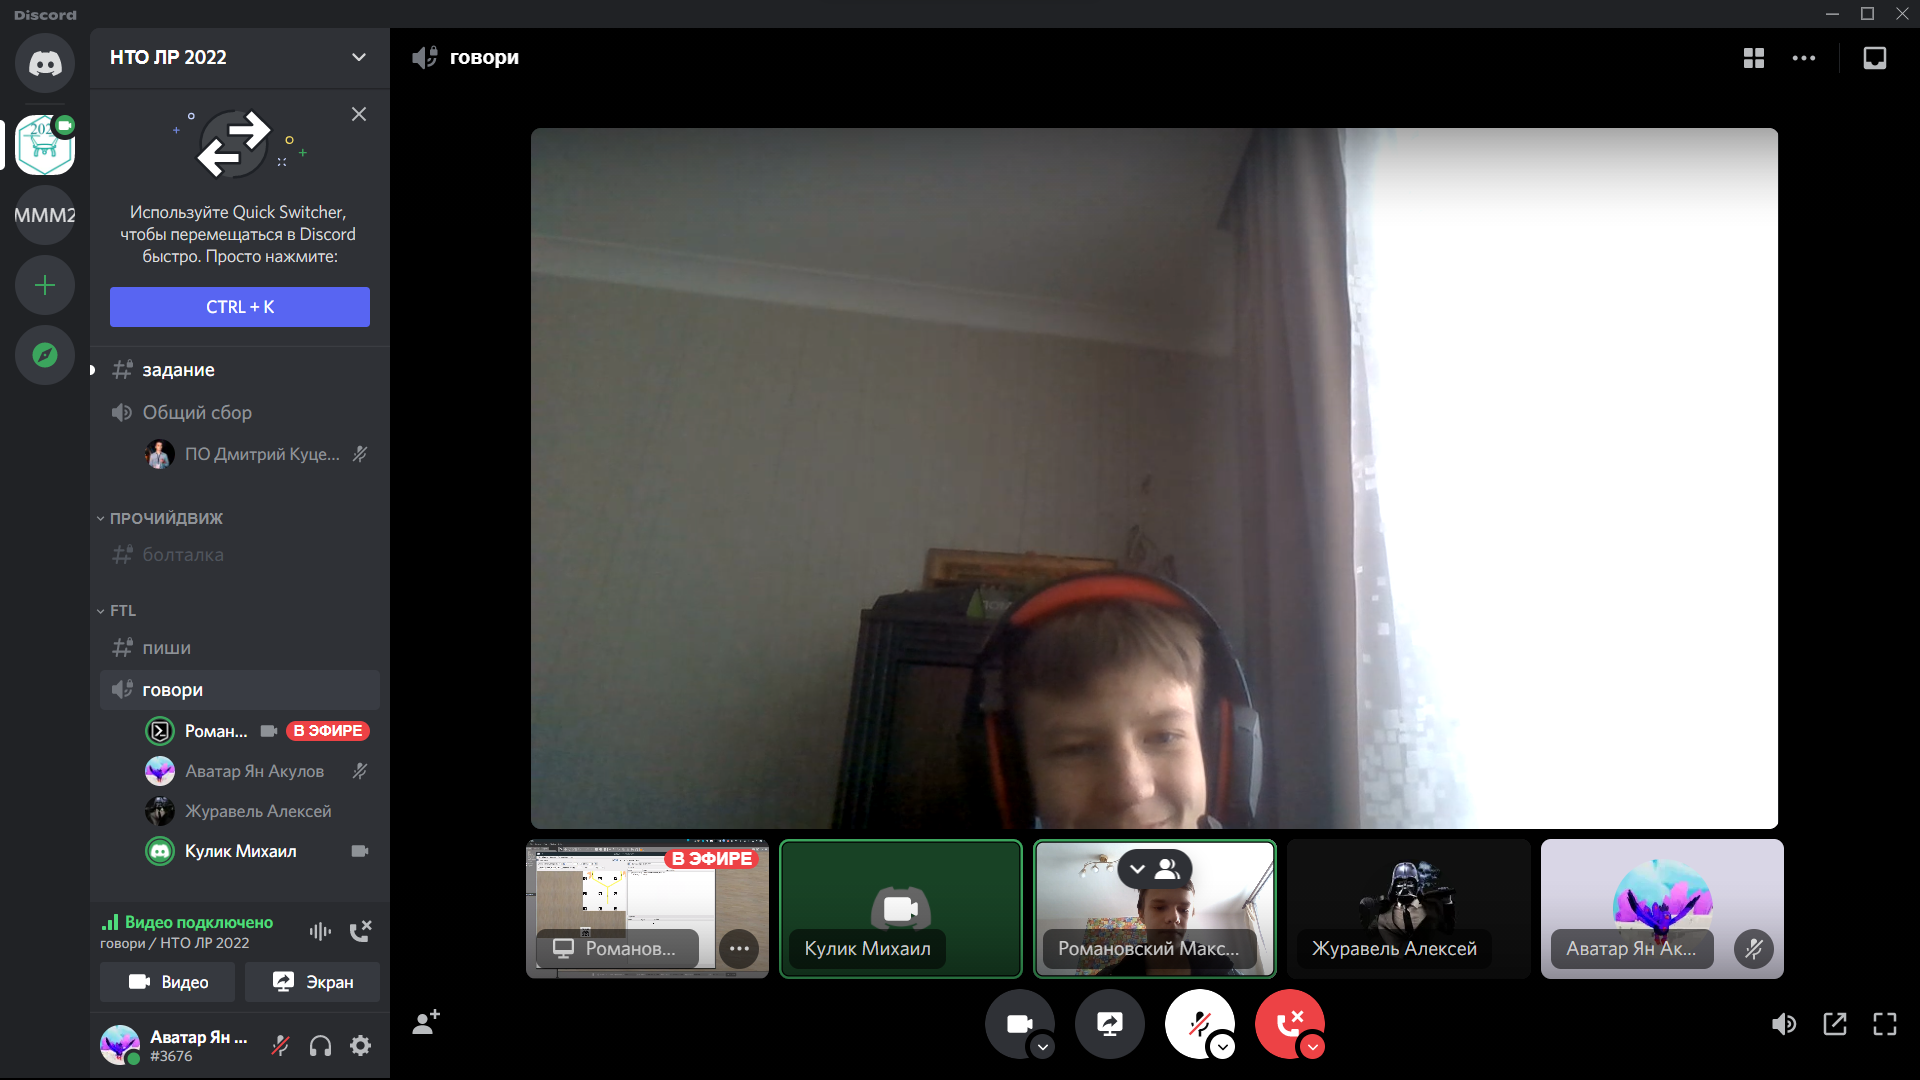 Discord
НТО ЛР 2022
говори
202
MMM2
Используйте Quick Switcher,
чтобы перемещаться в Discord
быстро. Просто нажмите:
CTRL + K
задание
Общий сбор
ПО Дмитрий Куце...
ПРОЧИЙДВИЖ
болталка
FTL
пиши
говори
Роман... В ЭФИРЕ
Аватар Ян Акулов
Журавель Алексей
Кулик Михаил
Видео подключено
говори / НТО ЛР 2022
Видео Экран
Аватар Ян ...
#3676
В ЭФИРЕ
Романов...
Кулик Михаил
Романовский Макс...
Журавель Алексей
Аватар Ян Ак...